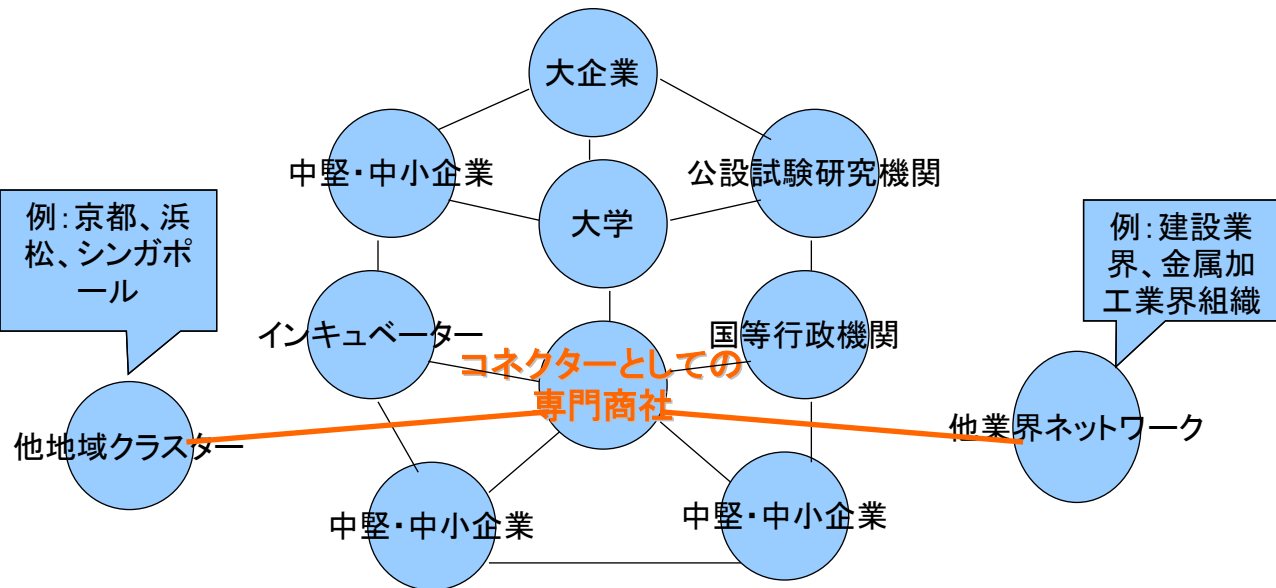 大企業
中堅・中小企業
公設試験研究機関
大学
例：京都、浜
松、シンガポ
ール
例：建設業
界、金属加
工業界組織
インキュベーター
国等行政機関
コネクターとしての
専門商社
他地域クラスター
他業界ネットワーク
中堅・中小企業
中堅・中小企業